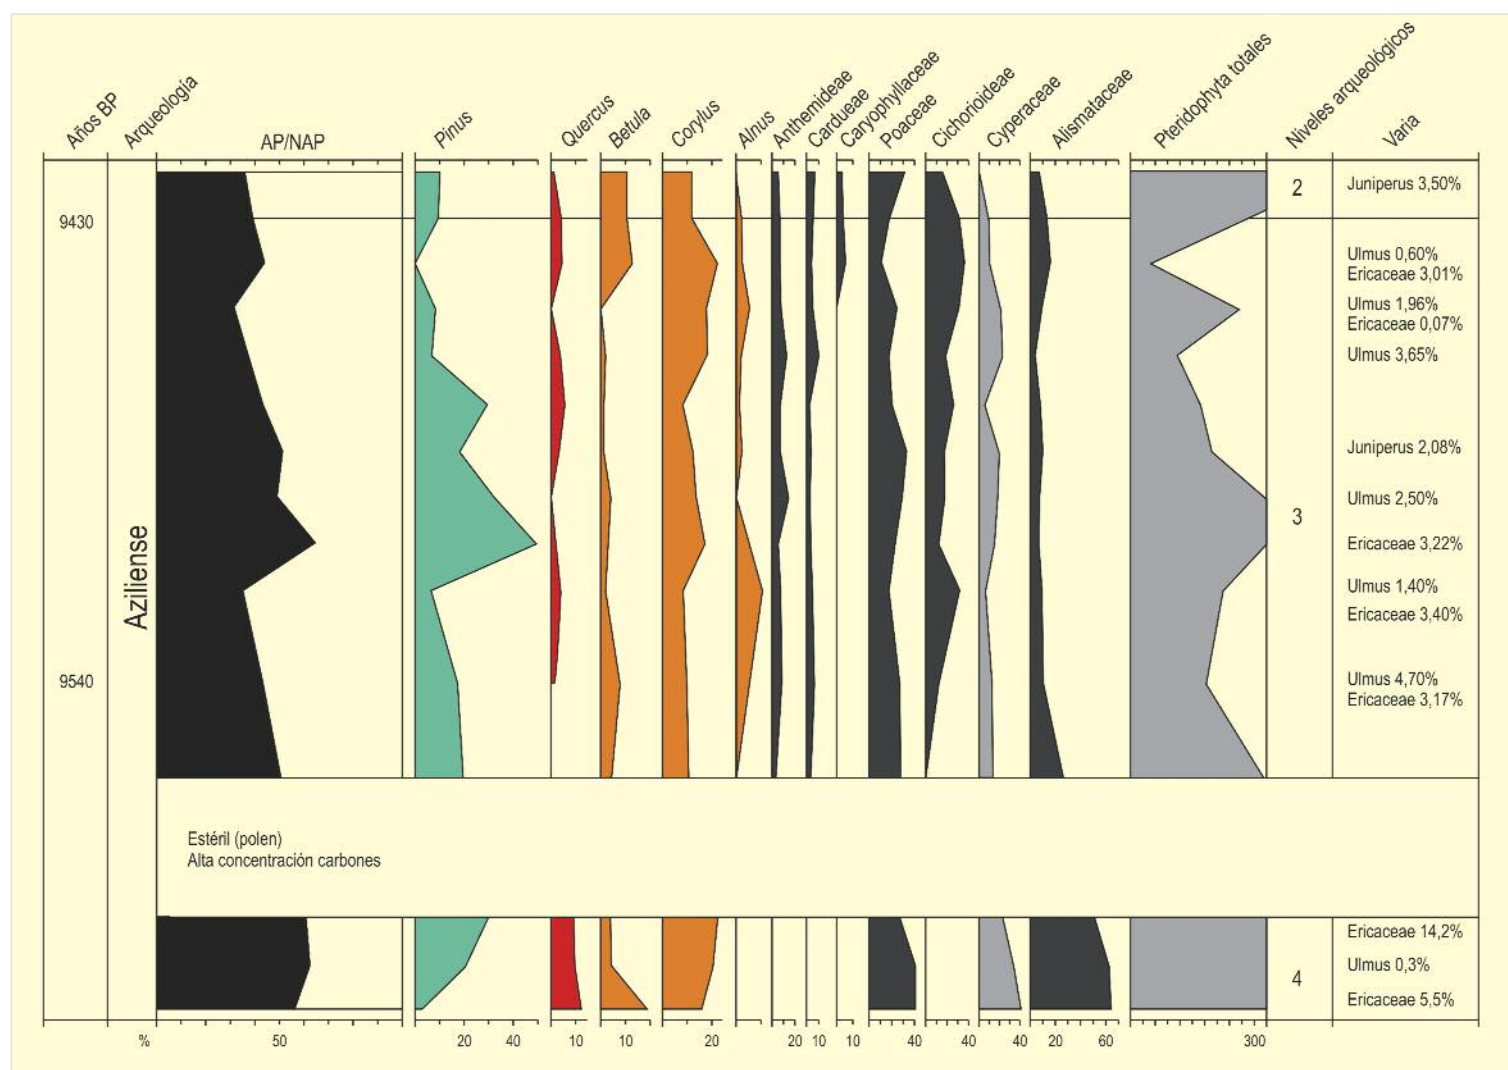 Años BP
Arqueología
AP/NAP
Pinus
Quercus
Betula
Corylus
Alnus
Anthemideae
Cardueae
Caryophyllaceae
Poaceae
Cichorioideae
Cyperaceae
Alismataceae
Pteridophyta totales
Niveles arqueológicos
Varia
9430
9540
Aziliense
2
3
4
Juniperus 3,50%
Ulmus 0,60%
Ericaceae 3,01%
Ulmus 1,96%
Ericaceae 0,07%
Ulmus 3,65%
Juniperus 2,08%
Ulmus 2,50%
Ericaceae 3,22%
Ulmus 1,40%
Ericaceae 3,40%
Ulmus 4,70%
Ericaceae 3,17%
Estéril (polen)
Alta concentración carbones
Ericaceae 14,2%
Ulmus 0,3%
Ericaceae 5,5%
% 50 20 40 10 10 20 20 10 10 40 40 40 20 60 300